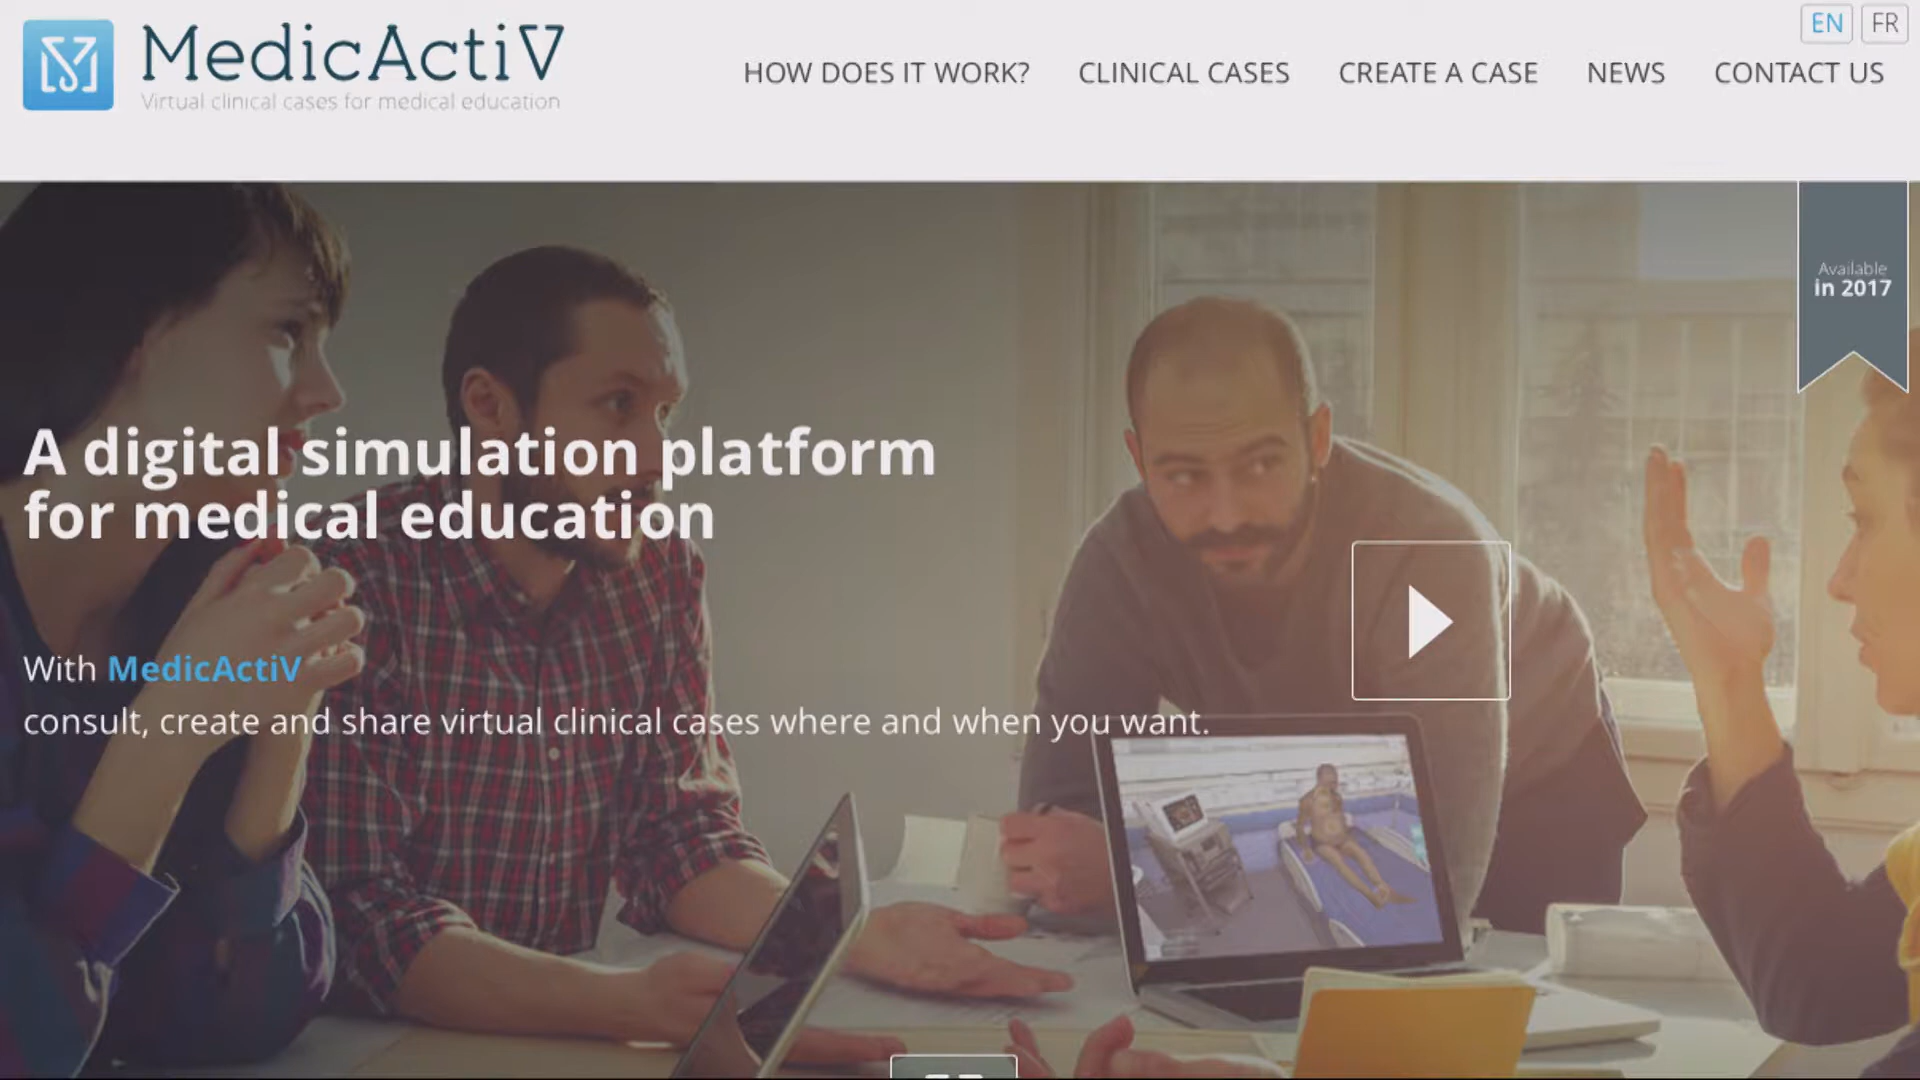 MedicActiV
Virtual clinical cases for medical education
EN FR
HOW DOES IT WORK? CLINICAL CASES CREATE A CASE NEWS CONTACT US
Available
in 2017
A digital simulation platform
for medical education
With MedicActiV
consult, create and share virtual clinical cases where and when you want.